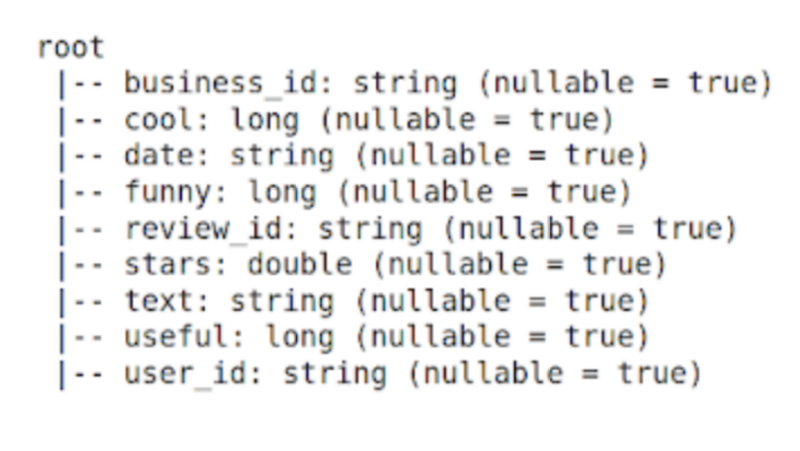 root
 |-- business_id: string (nullable = true)
 |-- cool: long (nullable = true)
 |-- date: string (nullable = true)
 |-- funny: long (nullable = true)
 |-- review_id: string (nullable = true)
 |-- stars: double (nullable = true)
 |-- text: string (nullable = true)
 |-- useful: long (nullable = true)
 |-- user_id: string (nullable = true)